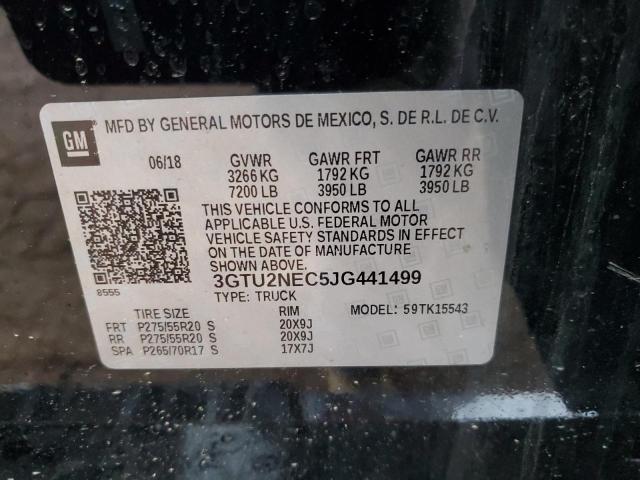 GM MFD BY GENERAL MOTORS DE MEXICO, S. DE R.L. DE C.V.
06/18 GVWR GAWR FRT GAWR RR
3266 KG 1792 KG 1792 KG
7200 LB 3950 LB 3950 LB
THIS VEHICLE CONFORMS TO ALL
APPLICABLE U.S. FEDERAL MOTOR
VEHICLE SAFETY STANDARDS IN EFFECT
ON THE DATE OF MANUFACTURE
SHOWN ABOVE.
8555 3GTU2NEC5JG441499
TYPE: TRUCK
TIRE SIZE RIM MODEL: 59TK15543
FRT P275/55R20 S 20X9J
RR P275/55R20 S 20X9J
SPA P265/70R17 S 17X7J